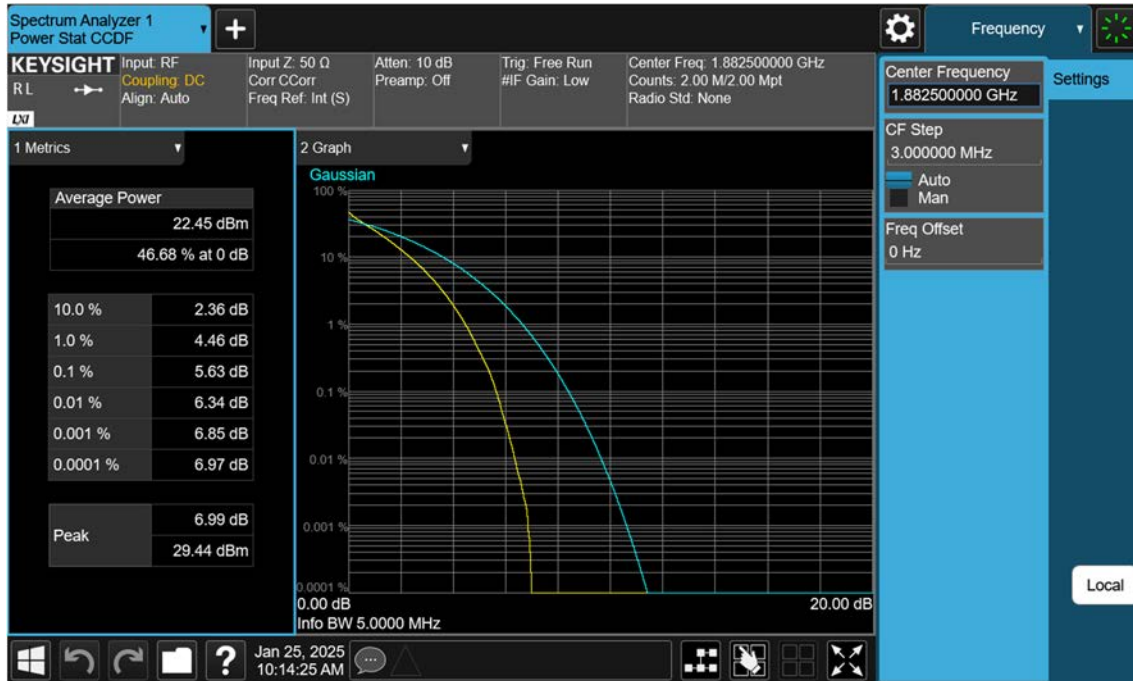 Spectrum Analyzer 1
Power Stat CCDF
+
Frequency
KEYSIGHT
RL
LXI
Input: RF
Coupling: DC
Align: Auto
Input Z: 50 Ω
Corr CCorr
Freq Ref: Int (S)
Atten: 10 dB
Preamp: Off
Trig: Free Run
#IF Gain: Low
Center Freq: 1.882500000 GHz
Counts: 2.00 M/2.00 Mpt
Radio Std: None
Center Frequency
1.882500000 GHz
Settings
CF Step
3.000000 MHz
Auto
Man
Freq Offset
0 Hz
Local
1 Metrics
Average Power
22.45 dBm
46.68 % at 0 dB
10.0 % 2.36 dB
1.0 % 4.46 dB
0.1 % 5.63 dB
0.01 % 6.34 dB
0.001 % 6.85 dB
0.0001 % 6.97 dB
Peak
6.99 dB
29.44 dBm
2 Graph
Gaussian
100 %
10 %
1 %
0.1 %
0.01 %
0.001 %
0.0001 %
0.00 dB 20.00 dB
Info BW 5.0000 MHz
?
Jan 25, 2025
10:14:25 AM